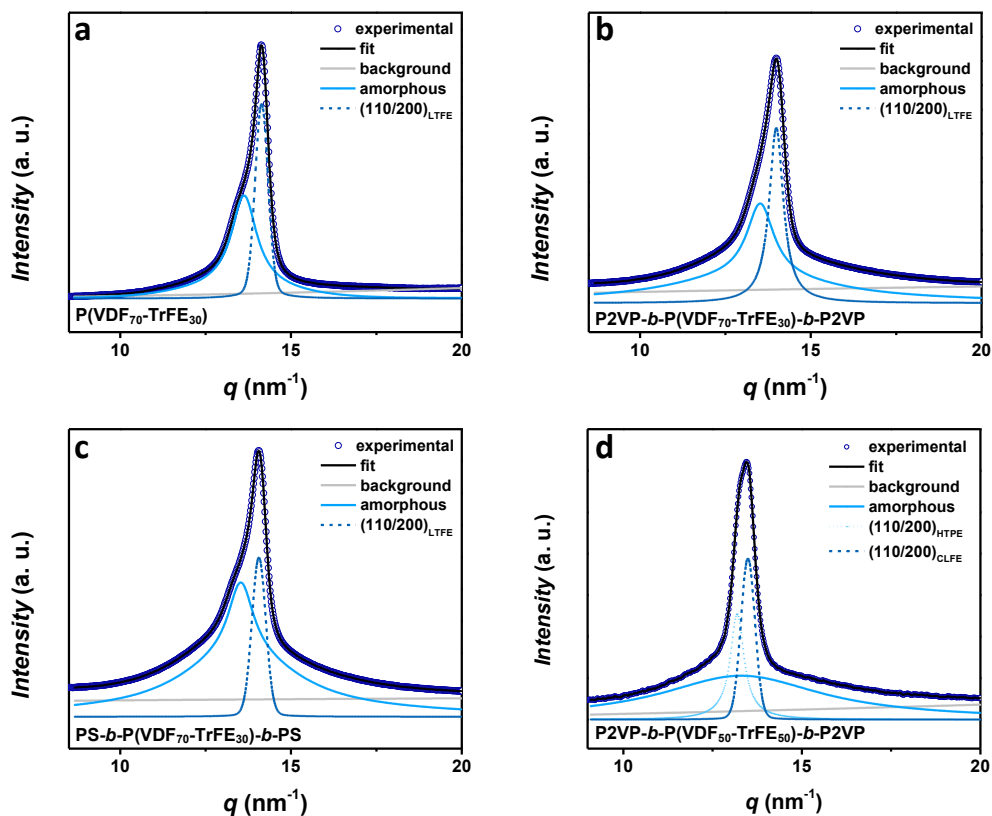 a
experimental
fit
background
amorphous
(110/200)LTFE
Intensity (a. u.)
P(VDF70-TrFE30)
10 15 20
q (nm-1)
b
experimental
fit
background
amorphous
(110/200)LTFE
Intensity (a. u.)
P2VP-b-P(VDF70-TrFE30)-b-P2VP
10 15 20
q (nm-1)
c
experimental
fit
background
amorphous
(110/200)LTFE
Intensity (a. u.)
PS-b-P(VDF70-TrFE30)-b-PS
10 15 20
q (nm-1)
d
experimental
fit
background
amorphous
(110/200)HTPE
(110/200)CLFE
Intensity (a. u.)
P2VP-b-P(VDF50-TrFE50)-b-P2VP
10 15 20
q (nm-1)